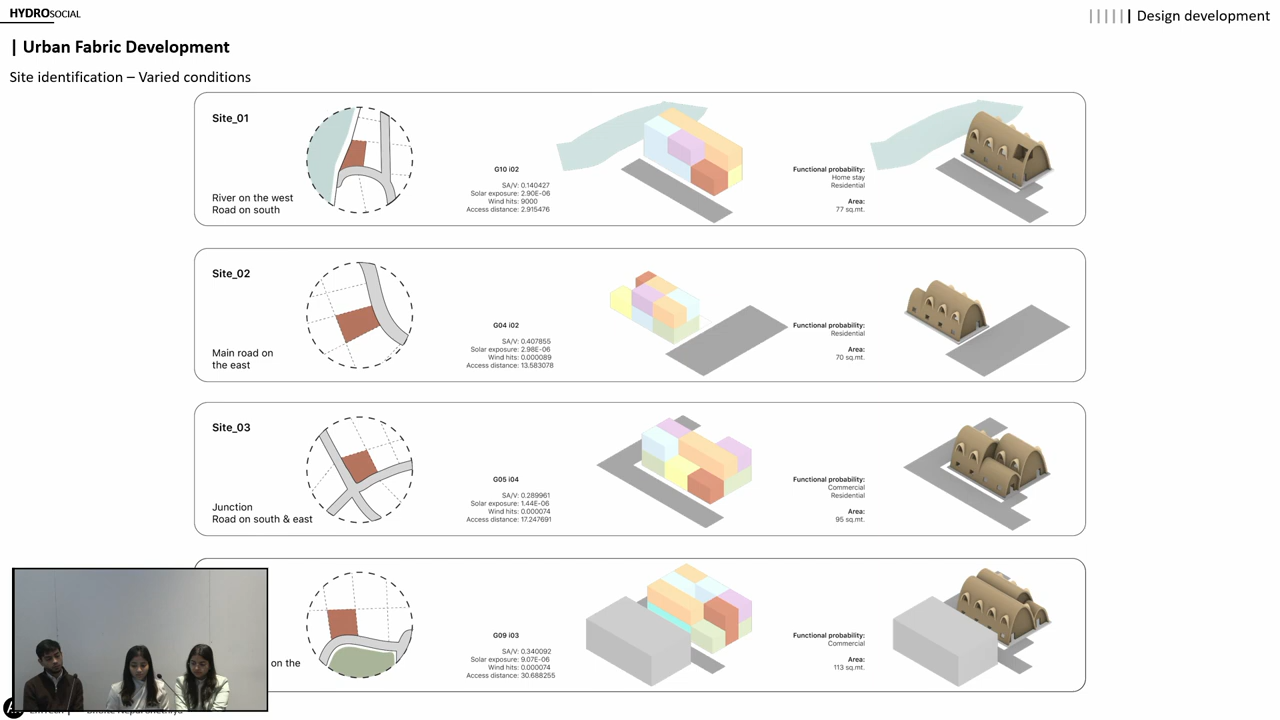 HYDROSOCIAL
|||||| Design development
| Urban Fabric Development
Site identification – Varied conditions
Site_01
River on the west
Road on south
G10 i02
SA/V: 0.140427
Solar exposure: 2.90E-06
Wind hits: 9000
Access distance: 2.915476
Functional probability:
Home stay
Residential
Area:
77 sq.mt.
Site_02
Main road on
the east
G04 i02
SA/V: 0.407855
Solar exposure: 2.98E-06
Wind hits: 0.000089
Access distance: 13.583078
Functional probability:
Residential
Area:
70 sq.mt.
Site_03
Junction
Road on south & east
G05 i04
SA/V: 0.289961
Solar exposure: 1.44E-06
Wind hits: 0.000074
Access distance: 17.247691
Functional probability:
Commercial
Residential
Area:
95 sq.mt.
on the
G09 i03
SA/V: 0.340092
Solar exposure: 9.07E-06
Wind hits: 0.000074
Access distance: 30.688255
Functional probability:
Commercial
Area:
113 sq.mt.